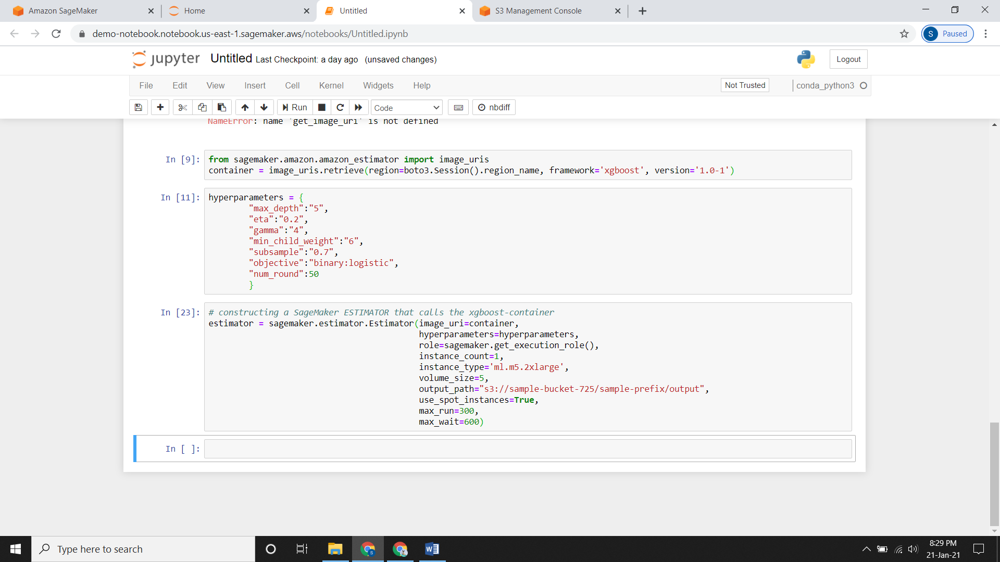 Amazon SageMaker
Home
Untitled
S3 Management Console
demo-notebook.notebook.us-east-1.sagemaker.aws/notebooks/Untitled.ipynb
S Paused
jupyter Untitled Last Checkpoint: a day ago (unsaved changes)
Logout
File Edit View Insert Cell Kernel Widgets Help
Not Trusted
conda_python3
Run
Code
nbdiff
NameError: name 'get_image_uri' is not defined
In [9]:
from sagemaker.amazon.amazon_estimator import image_uris
container = image_uris.retrieve(region=boto3.Session().region_name, framework='xgboost', version='1.0-1')
In [11]:
hyperparameters = {
"max_depth":"5",
"eta":"0.2",
"gamma":"4",
"min_child_weight":"6",
"subsample":"0.7",
"objective":"binary:logistic",
"num_round":50
}
In [23]:
# constructing a SageMaker ESTIMATOR that calls the xgboost-container
estimator = sagemaker.estimator.Estimator(image_uri=container,
hyperparameters=hyperparameters,
role=sagemaker.get_execution_role(),
instance_count=1,
instance_type='ml.m5.2xlarge',
volume_size=5,
output_path="s3://sample-bucket-725/sample-prefix/output",
use_spot_instances=True,
max_run=300,
max_wait=600)
In [ ]:
Type here to search
8:29 PM
21-Jan-21